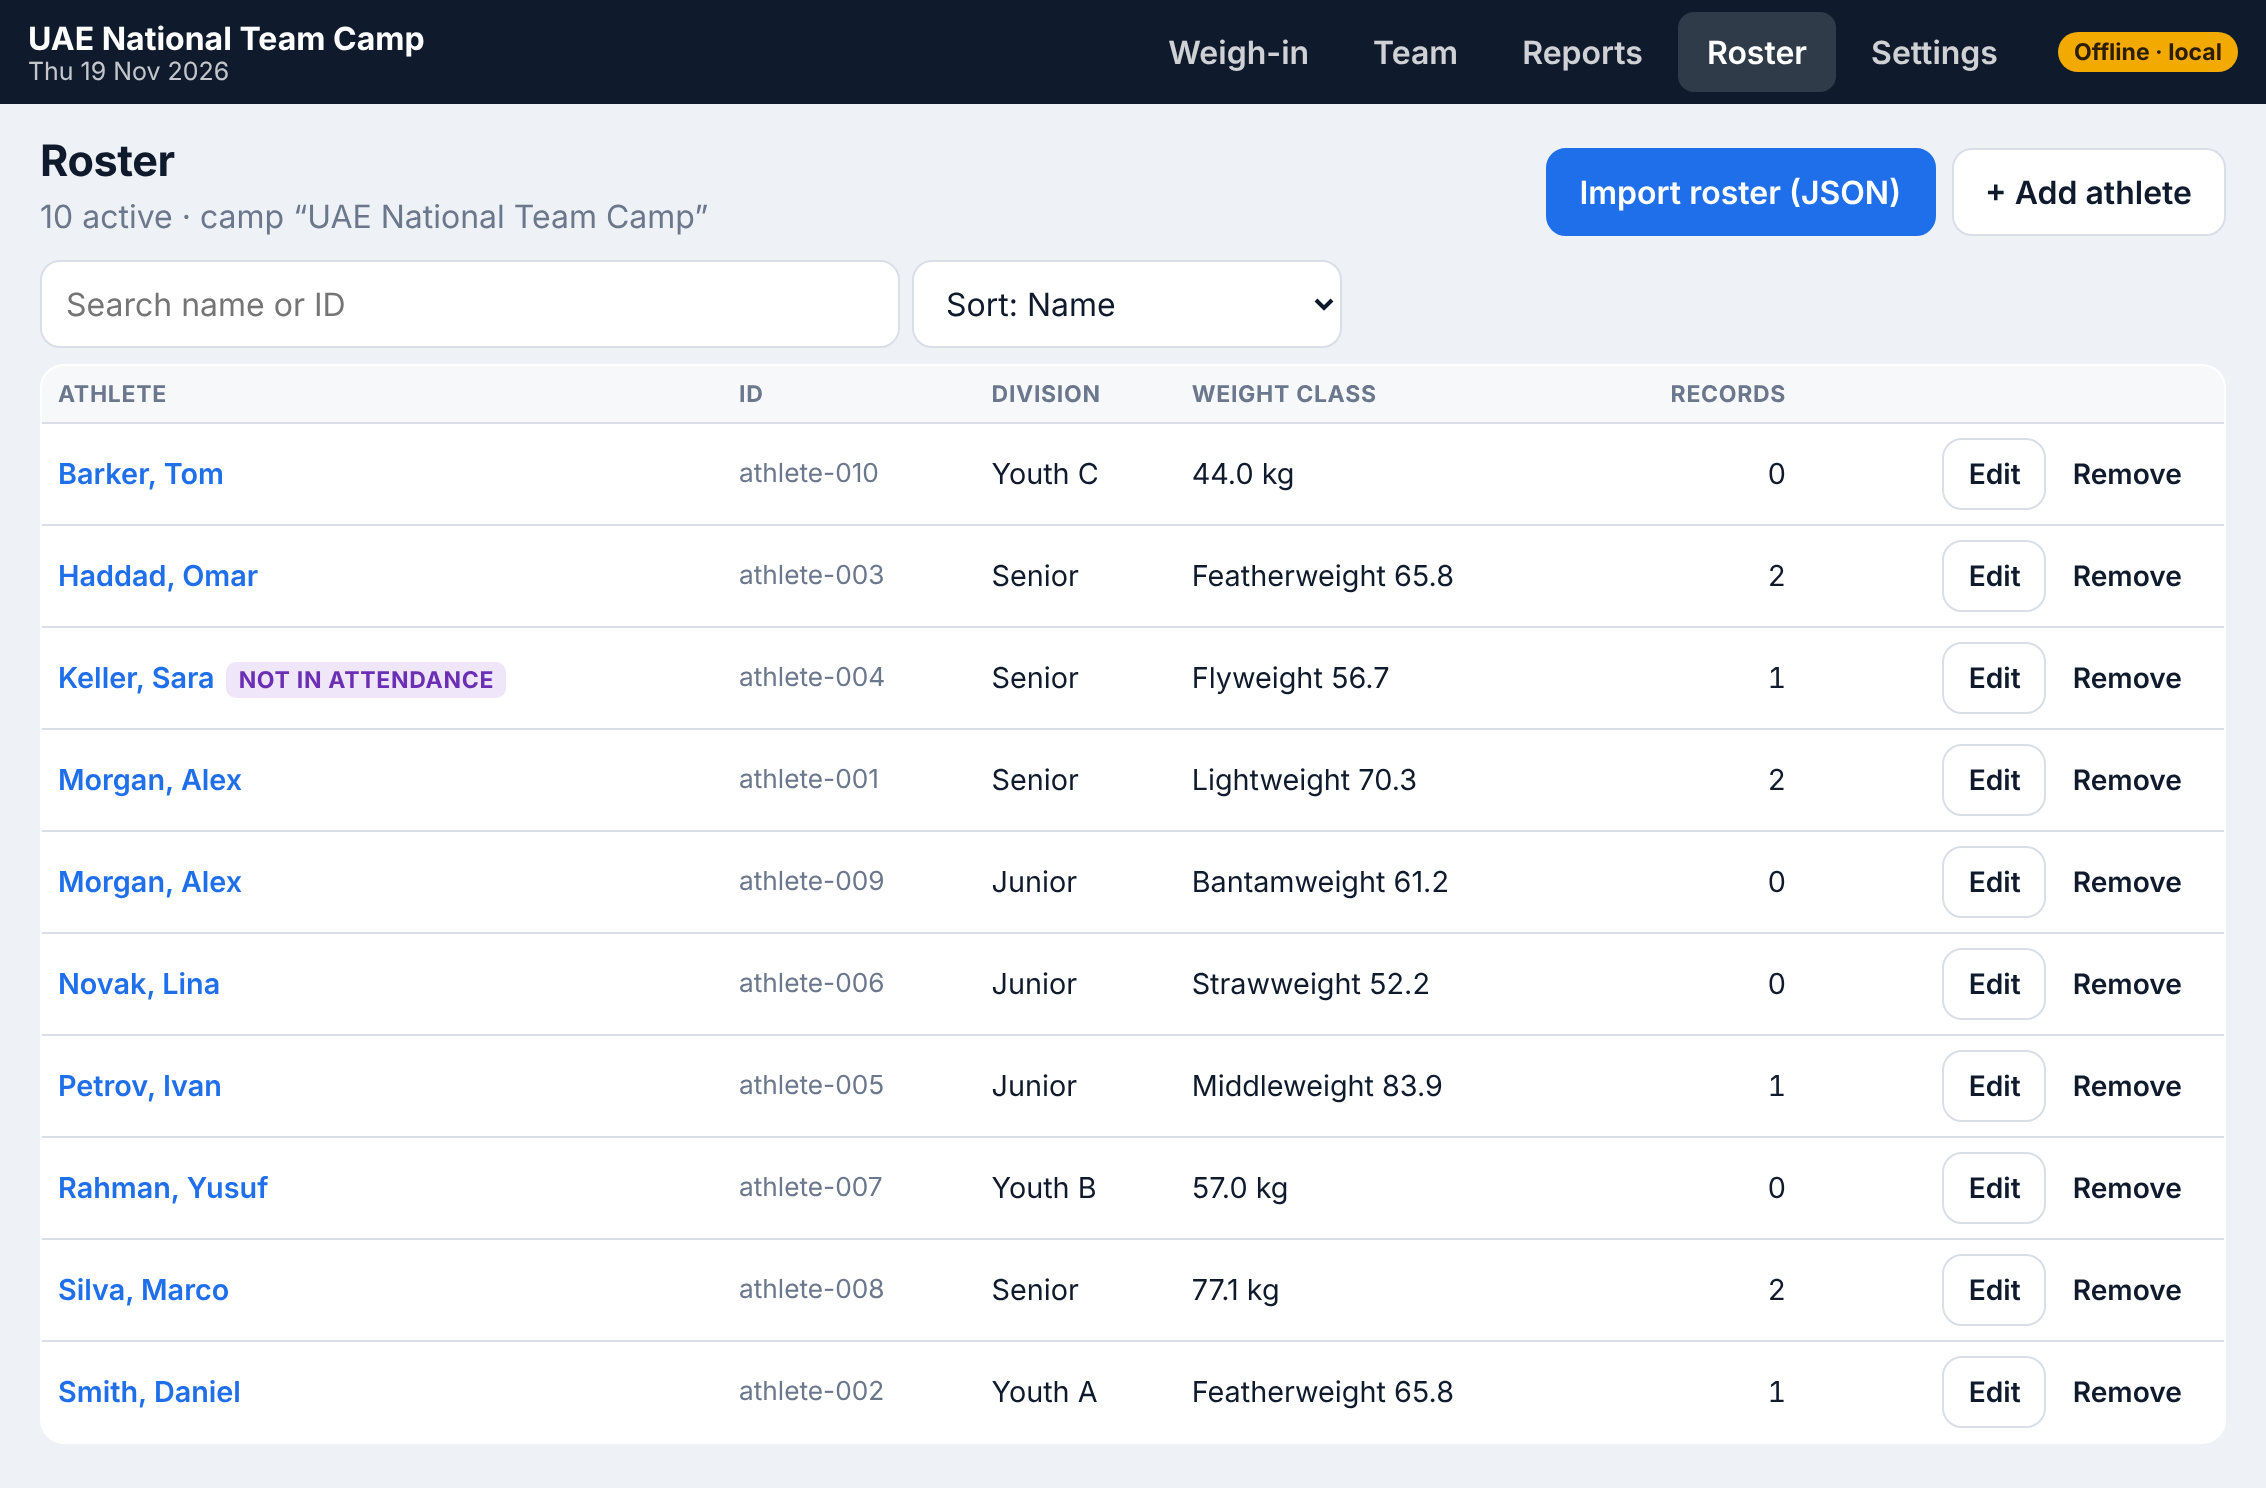 UAE National Team Camp
Thu 19 Nov 2026
Weigh-in Team Reports Roster Settings Offline · local
Roster
10 active · camp “UAE National Team Camp”
Import roster (JSON) + Add athlete
Search name or ID Sort: Name
ATHLETE ID DIVISION WEIGHT CLASS RECORDS
Barker, Tom athlete-010 Youth C 44.0 kg 0 Edit Remove
Haddad, Omar athlete-003 Senior Featherweight 65.8 2 Edit Remove
Keller, Sara NOT IN ATTENDANCE athlete-004 Senior Flyweight 56.7 1 Edit Remove
Morgan, Alex athlete-001 Senior Lightweight 70.3 2 Edit Remove
Morgan, Alex athlete-009 Junior Bantamweight 61.2 0 Edit Remove
Novak, Lina athlete-006 Junior Strawweight 52.2 0 Edit Remove
Petrov, Ivan athlete-005 Junior Middleweight 83.9 1 Edit Remove
Rahman, Yusuf athlete-007 Youth B 57.0 kg 0 Edit Remove
Silva, Marco athlete-008 Senior 77.1 kg 2 Edit Remove
Smith, Daniel athlete-002 Youth A Featherweight 65.8 1 Edit Remove